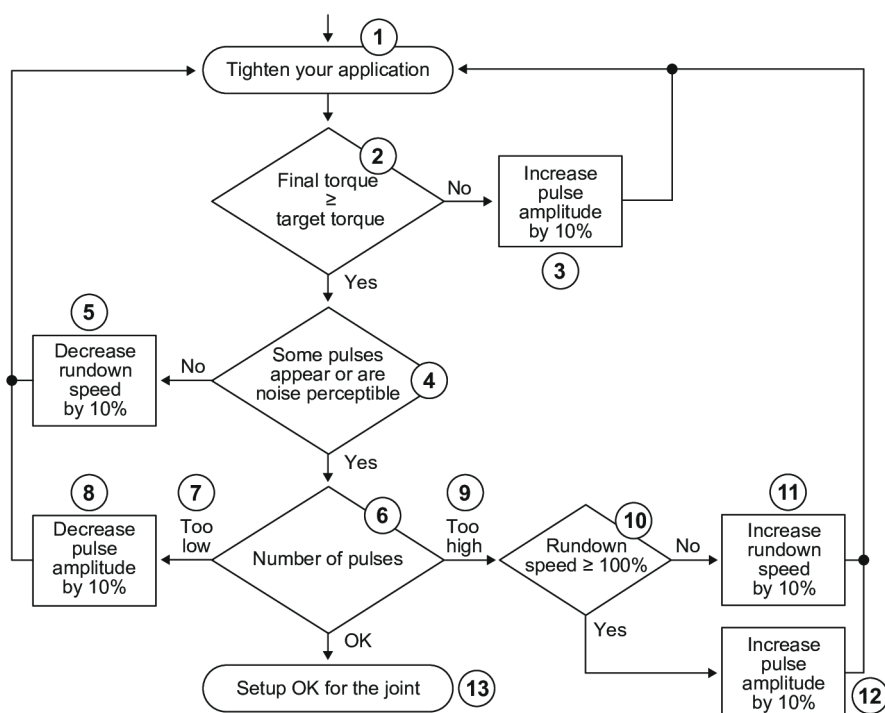 1
Tighten your application
2
Final torque
≥
target torque
No
Increase
pulse
amplitude
by 10%
3
Yes
5
Decrease
rundown
speed
by 10%
No
Some pulses
appear or are
noise perceptible
4
Yes
8
Decrease
pulse
amplitude
by 10%
7
Too
low
6
Number of pulses
9
Too
high
10
Rundown
speed ≥ 100%
No
11
Increase
rundown
speed
by 10%
Yes
Increase
pulse
amplitude
by 10%
12
OK
Setup OK for the joint
13